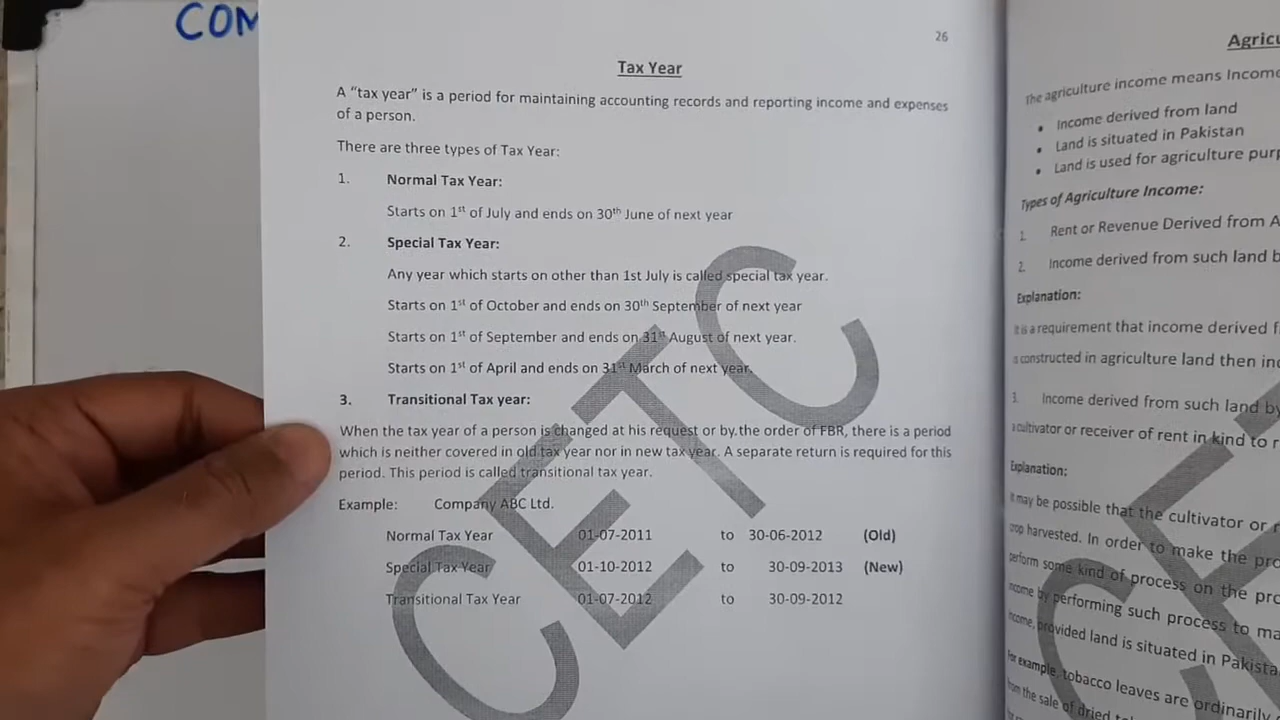 COM
26
Tax Year
A “tax year” is a period for maintaining accounting records and reporting income and expenses
of a person.
There are three types of Tax Year:
1. Normal Tax Year:
Starts on 1st of July and ends on 30th June of next year
2. Special Tax Year:
Any year which starts on other than 1st July is called special tax year.
Starts on 1st of October and ends on 30th September of next year
Starts on 1st of September and ends on 31st August of next year.
Starts on 1st of April and ends on 31st March of next year.
3. Transitional Tax year:
When the tax year of a person is changed at his request or by the order of FBR, there is a period
which is neither covered in old tax year nor in new tax year. A separate return is required for this
period. This period is called transitional tax year.
Example: Company ABC Ltd.
Normal Tax Year 01-07-2011 to 30-06-2012 (Old)
Special Tax Year 01-10-2012 to 30-09-2013 (New)
Transitional Tax Year 01-07-2012 to 30-09-2012
CETC
Agricu
The agriculture income means Income
• Income derived from land
• Land is situated in Pakistan
• Land is used for agriculture purp
Types of Agriculture Income:
1. Rent or Revenue Derived from A
2. Income derived from such land b
Explanation:
It is a requirement that income derived f
is constructed in agriculture land then inc
3. Income derived from such land by
a cultivator or receiver of rent in kind to r
Explanation:
It may be possible that the cultivator or r
crop harvested. In order to make the pro
perform some kind of process on the pro
income by performing such process to ma
income, provided land is situated in Pakista
For example, tobacco leaves are ordinarily
from the sale of dried